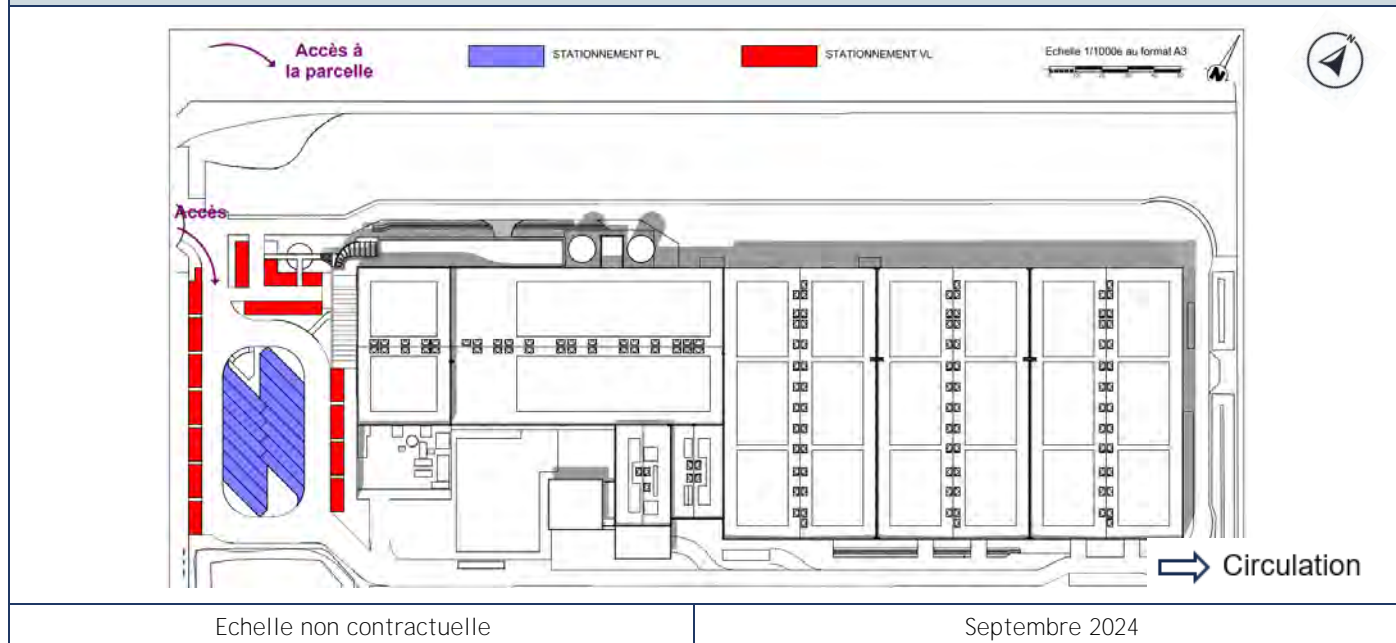 Accès à
la parcelle
STATIONNEMENT PL
STATIONNEMENT VL
Echelle 1/1000e au format A3
N
N
Accès
Circulation
Echelle non contractuelle
Septembre 2024